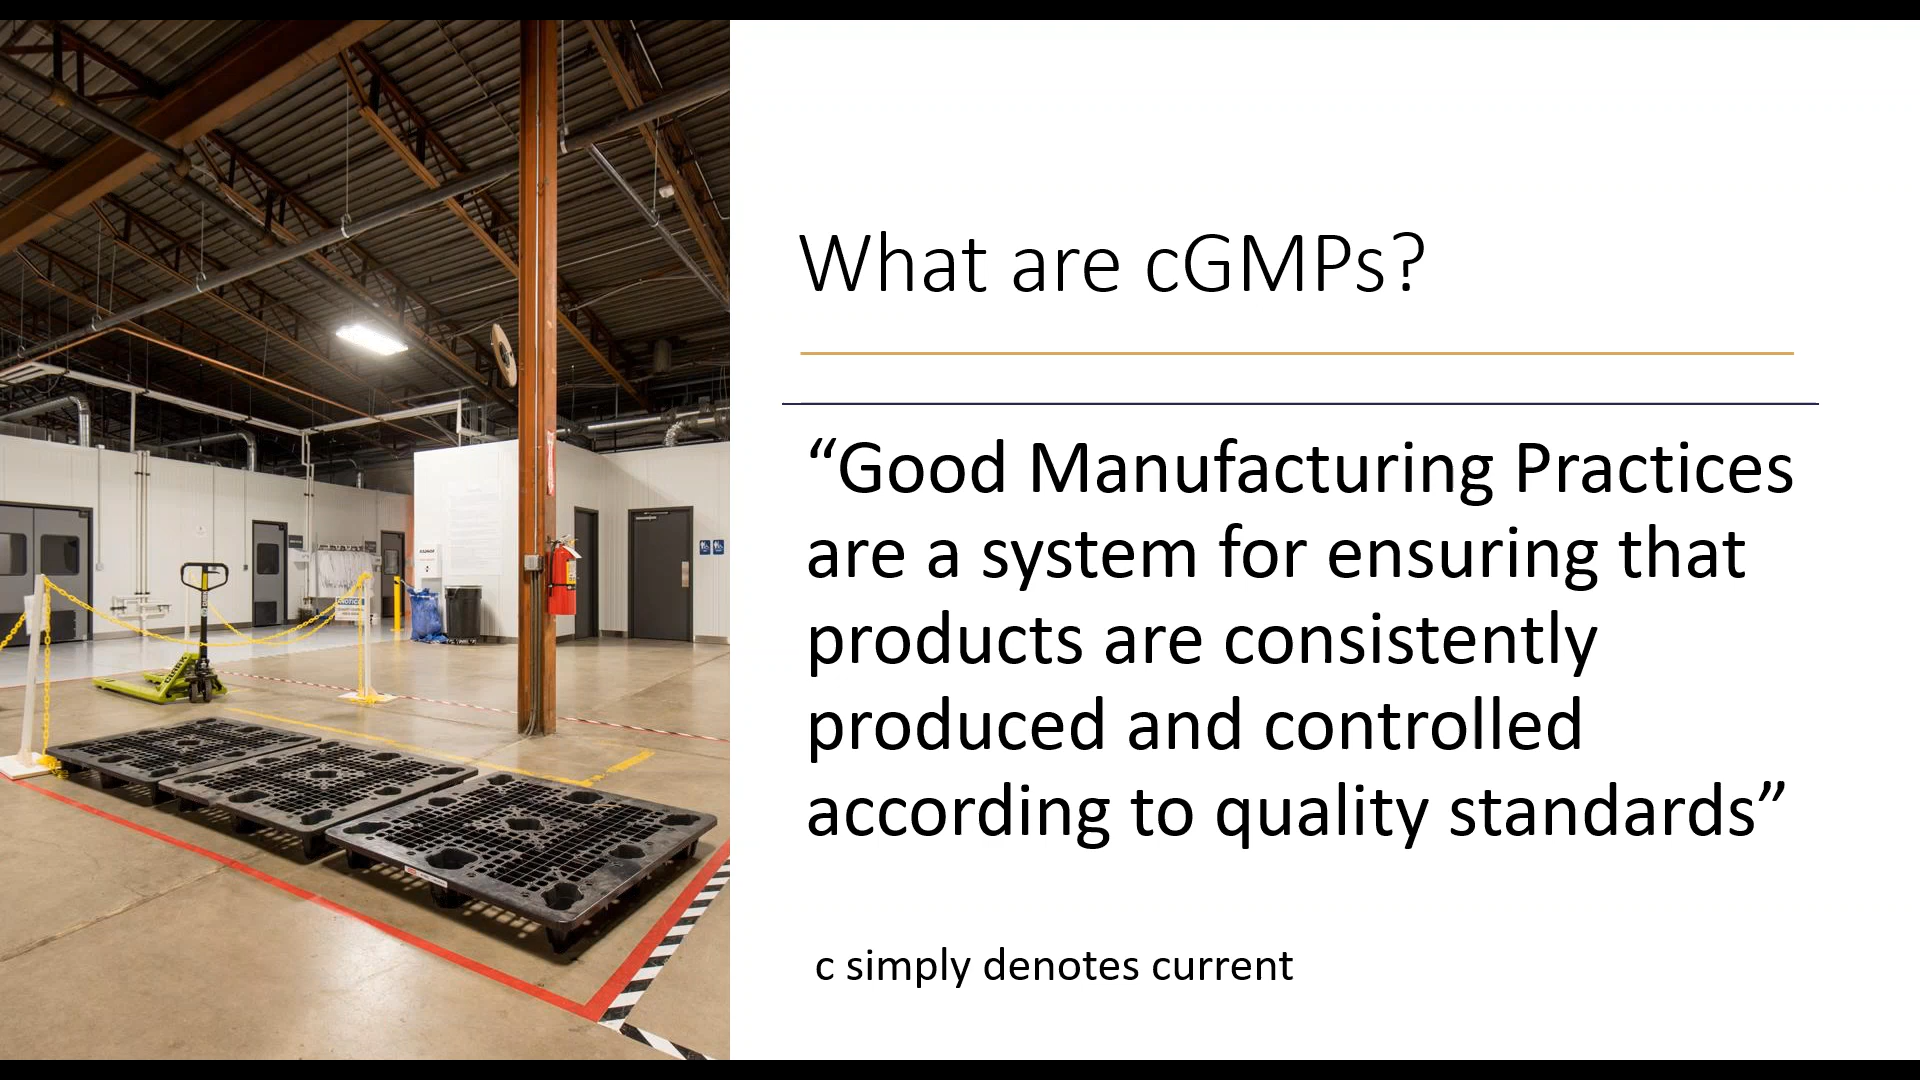 What are cGMPs?
“Good Manufacturing Practices
are a system for ensuring that
products are consistently
produced and controlled
according to quality standards”
c simply denotes current
NOTICE